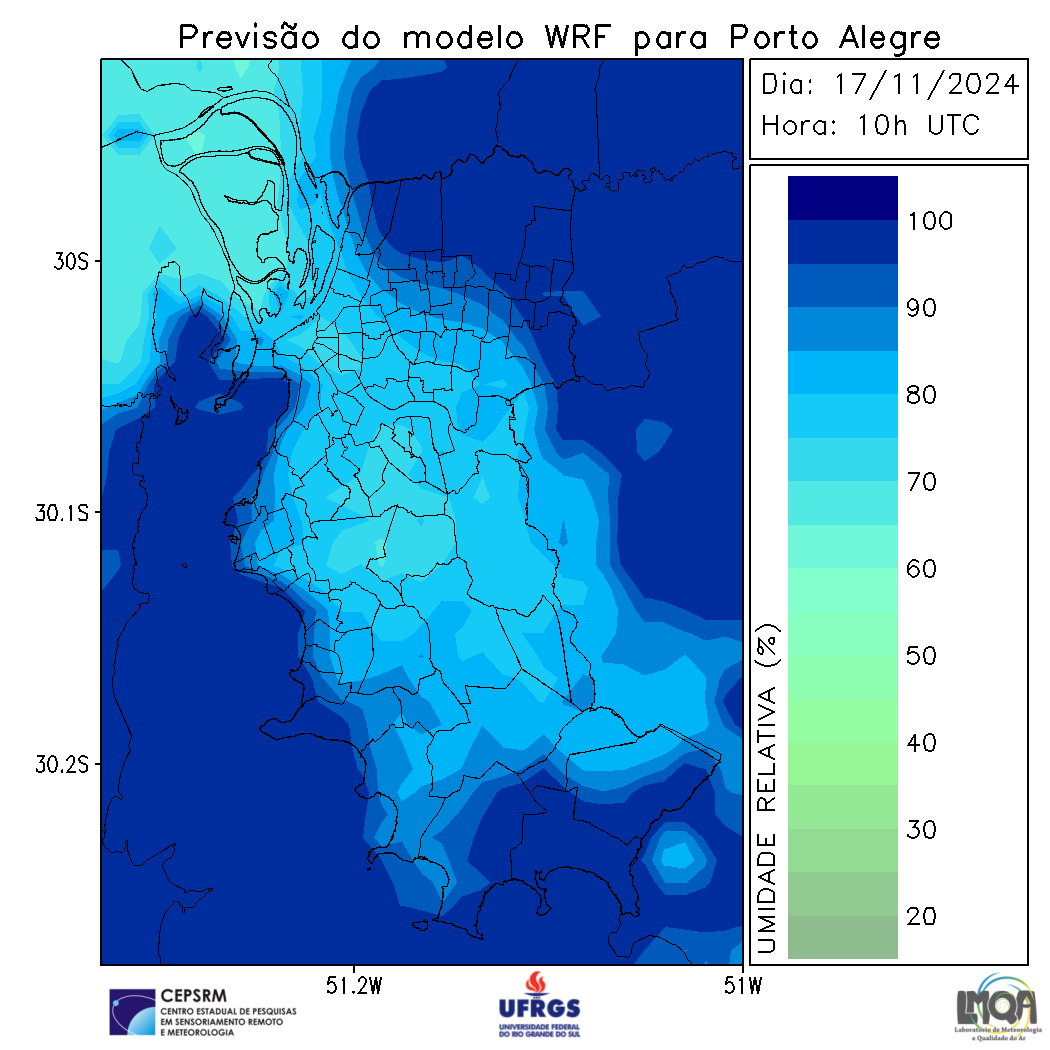 Previsão do modelo WRF para Porto Alegre
Dia: 17/11/2024
Hora: 10h UTC
30S
30.1S
30.2S
51.2W
51W
100
90
80
70
60
50
40
30
20
UMIDADE RELATIVA (%)
CEPSRM
CENTRO ESTADUAL DE PESQUISAS
EM SENSORIAMENTO REMOTO
E METEOROLOGIA
UFRGS
UNIVERSIDADE FEDERAL
DO RIO GRANDE DO SUL
LMQA
Laboratório de Meteorologia
e Qualidade do Ar